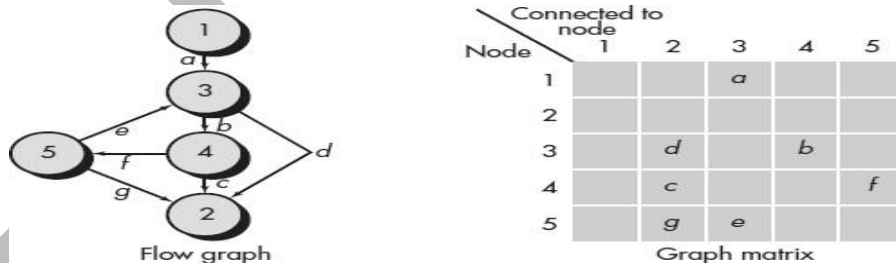 1
a
3
e
b
5
4
d
f
g
c
2
Flow graph
Connected to
node
Node
1 2 3 4 5
1 a
2
3 d b
4 c f
5 g e
Graph matrix